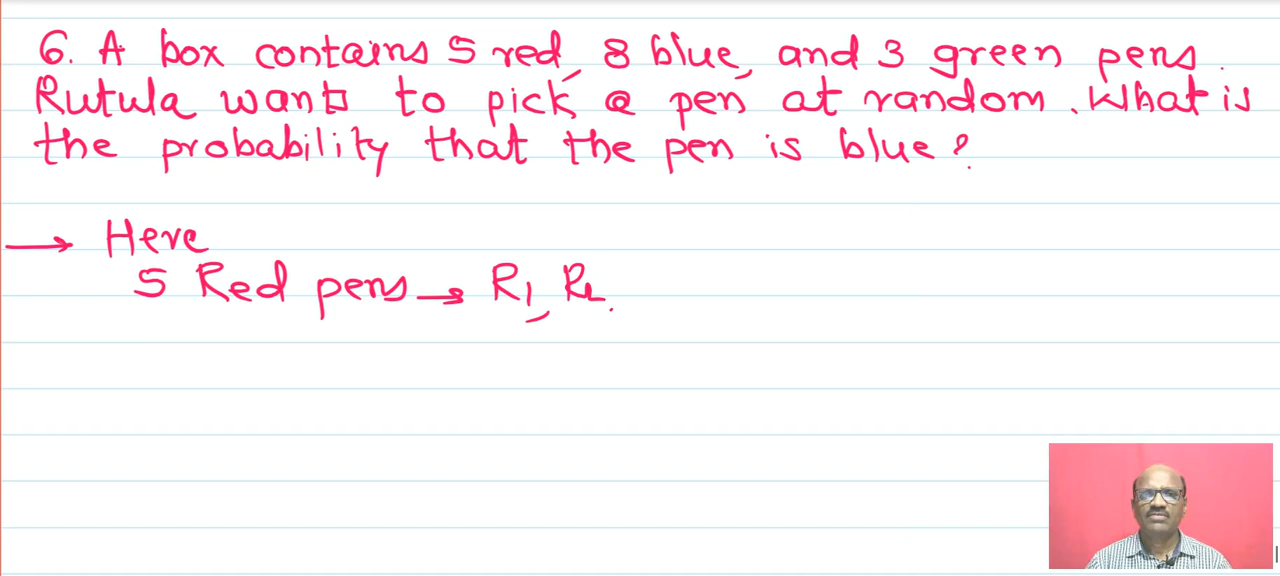 6. A box contains 5 red, 8 blue, and 3 green pens.
Rutula wants to pick a pen at random. What is
the probability that the pen is blue?
→ Here
5 Red pens → R1, R2.